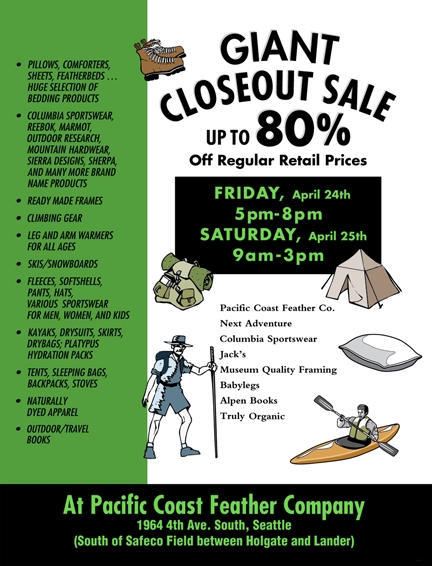 GIANT
CLOSEOUT SALE
UP TO 80%
Off Regular Retail Prices
FRIDAY, April 24th
5pm-8pm
SATURDAY, April 25th
9am-3pm
• PILLOWS, COMFORTERS,
SHEETS, FEATHERBEDS ...
HUGE SELECTION OF
BEDDING PRODUCTS
• COLUMBIA SPORTSWEAR,
REEBOK, MARMOT,
OUTDOOR RESEARCH,
MOUNTAIN HARDWEAR,
SIERRA DESIGNS, SHERPA,
AND MANY MORE BRAND
NAME PRODUCTS
• READY MADE FRAMES
• CLIMBING GEAR
• LEG AND ARM WARMERS
FOR ALL AGES
• SKIS/SNOWBOARDS
• FLEECES, SOFTSHELLS,
PANTS, HATS,
VARIOUS SPORTSWEAR
FOR MEN, WOMEN, AND KIDS
• KAYAKS, DRYSUITS, SKIRTS,
DRYBAGS; PLATYPUS
HYDRATION PACKS
• TENTS, SLEEPING BAGS,
BACKPACKS, STOVES
• NATURALLY
DYED APPAREL
• OUTDOOR/TRAVEL
BOOKS
Pacific Coast Feather Co.
Next Adventure
Columbia Sportswear
Jack's
Museum Quality Framing
Babylegs
Alpen Books
Truly Organic
At Pacific Coast Feather Company
1964 4th Ave. South, Seattle
(South of Safeco Field between Holgate and Lander)